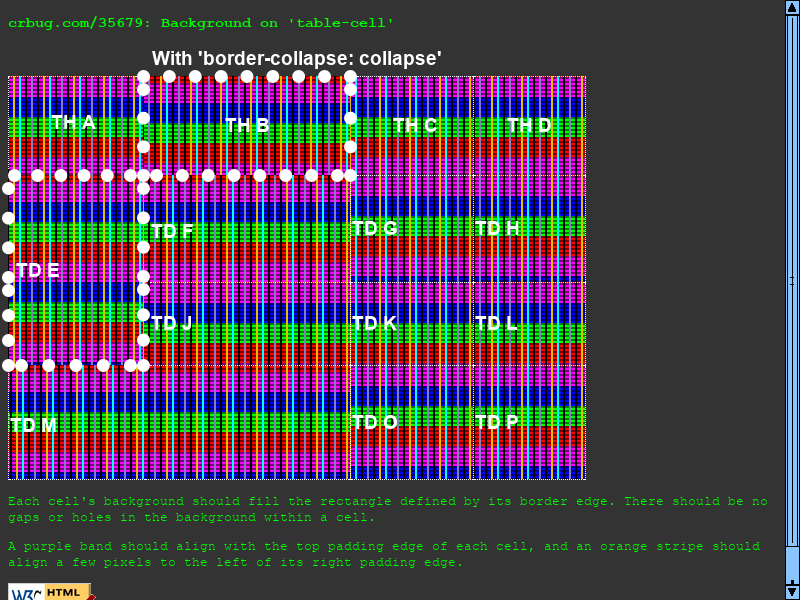 crbug.com/35679: Background on 'table-cell'
With 'border-collapse: collapse'
TH A
TH B
TH C
TH D
TD E
TD F
TD G
TD H
TD J
TD K
TD L
TD M
TD O
TD P
Each cell's background should fill the rectangle defined by its border edge. There should be no
gaps or holes in the background within a cell.
A purple band should align with the top padding edge of each cell, and an orange stripe should
align a few pixels to the left of its right padding edge.
W3C HTML